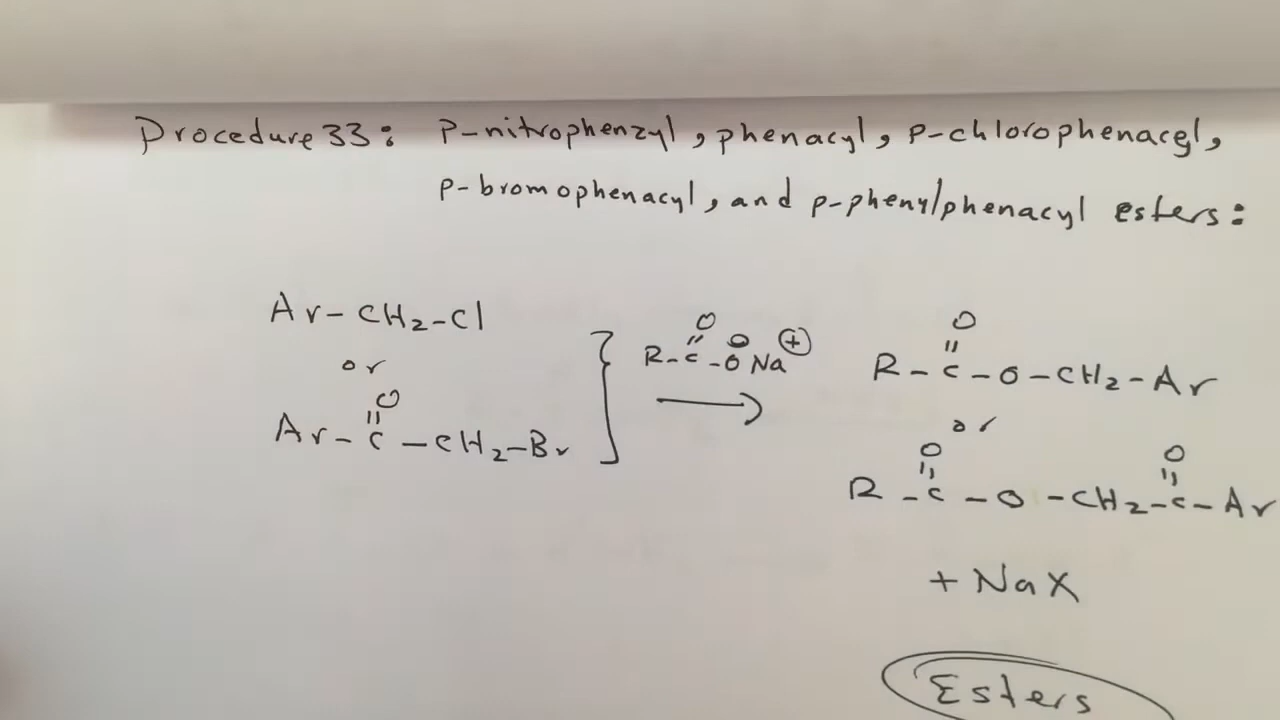 Procedure 33: p-nitrophenzyl, phenacyl, p-chlorophenacyl,
p-bromophenacyl, and p-phenylphenacyl esters:
Ar-CH2-Cl
or
O
Ar-C-CH2-Br
O
R-C-O Na +
O
R-C-O-CH2-Ar
or
O O
R-C-O-CH2-C-Ar
+ NaX
Esters